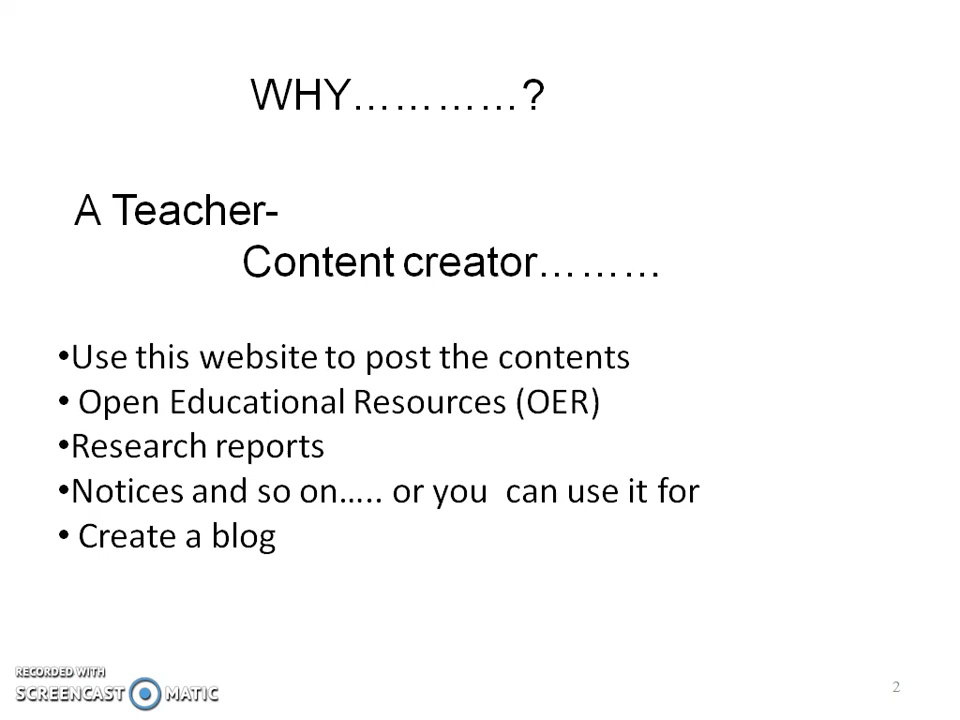 WHY…………?
A Teacher-
Content creator………
•Use this website to post the contents
• Open Educational Resources (OER)
•Research reports
•Notices and so on….. or you can use it for
• Create a blog
RECORDED WITH
SCREENCAST MATIC
2